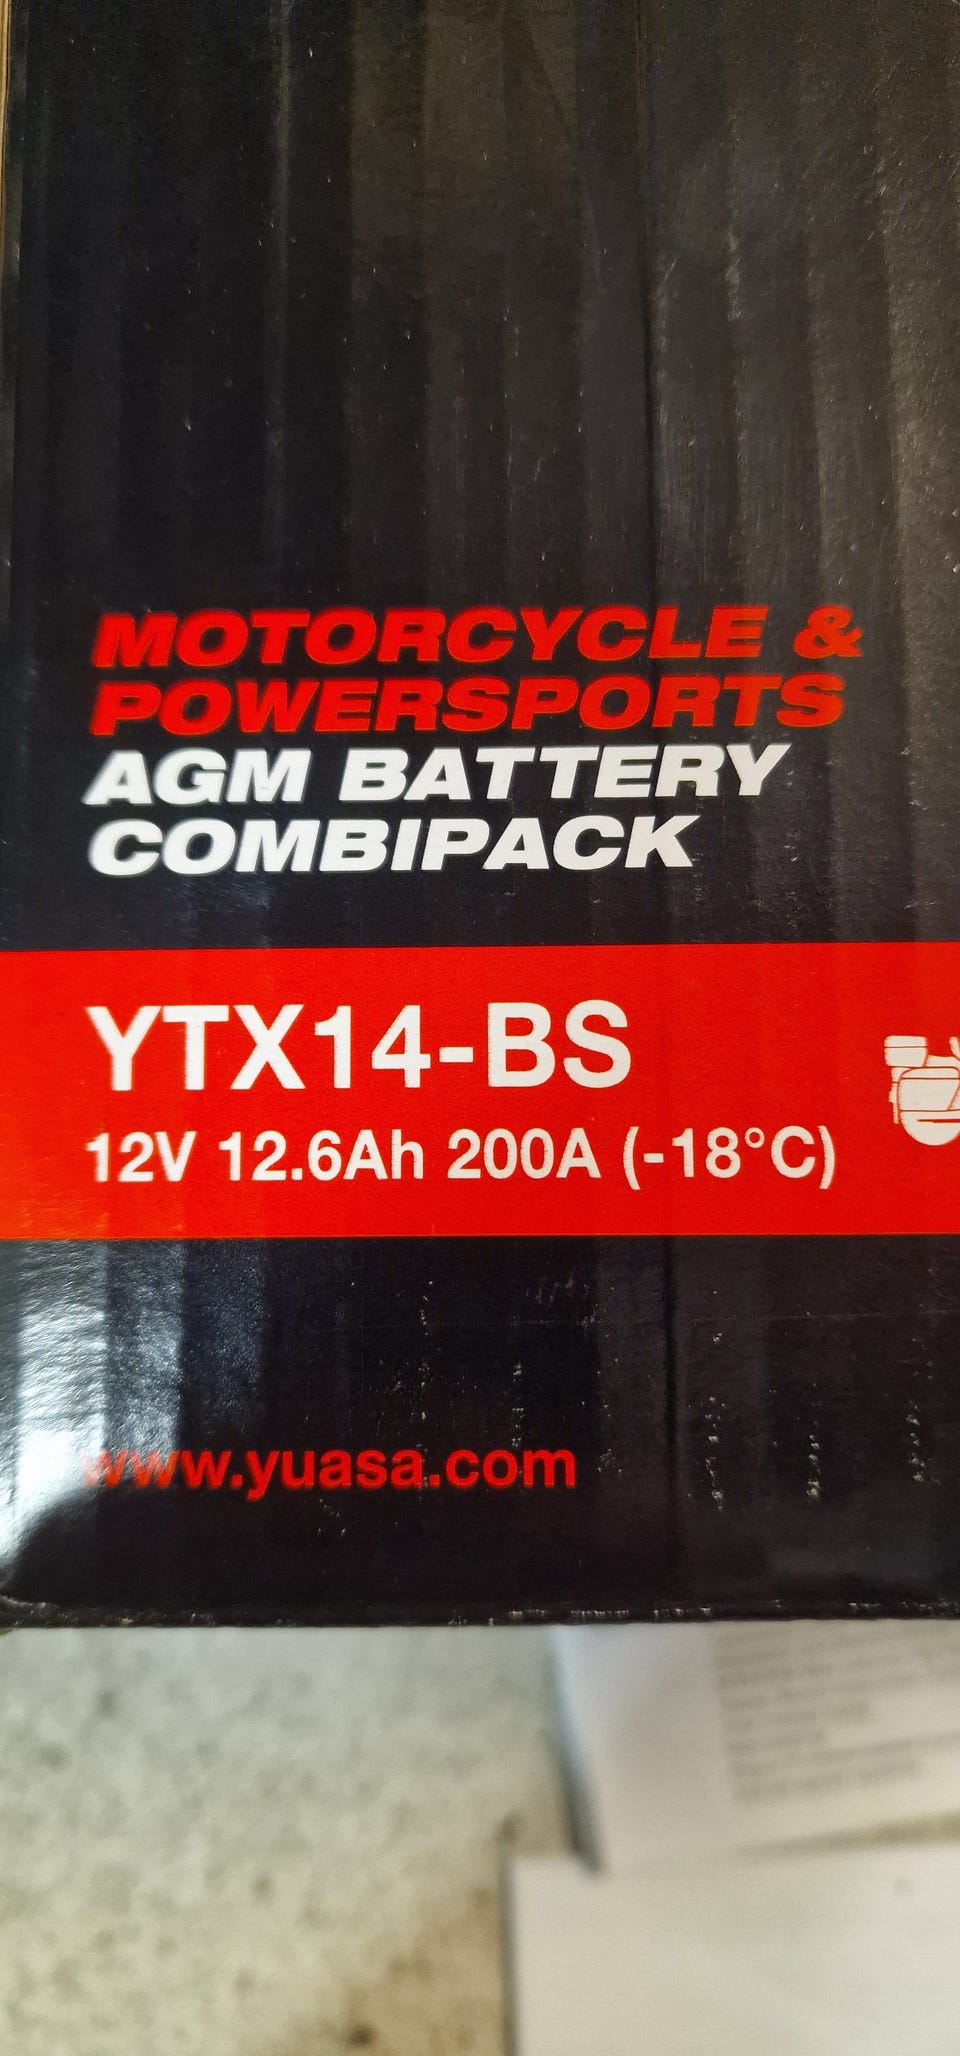 MOTORCYCLE &
POWERSPORTS
AGM BATTERY
COMBIPACK
YTX14-BS
12V 12.6Ah 200A (-18°C)
www.yuasa.com